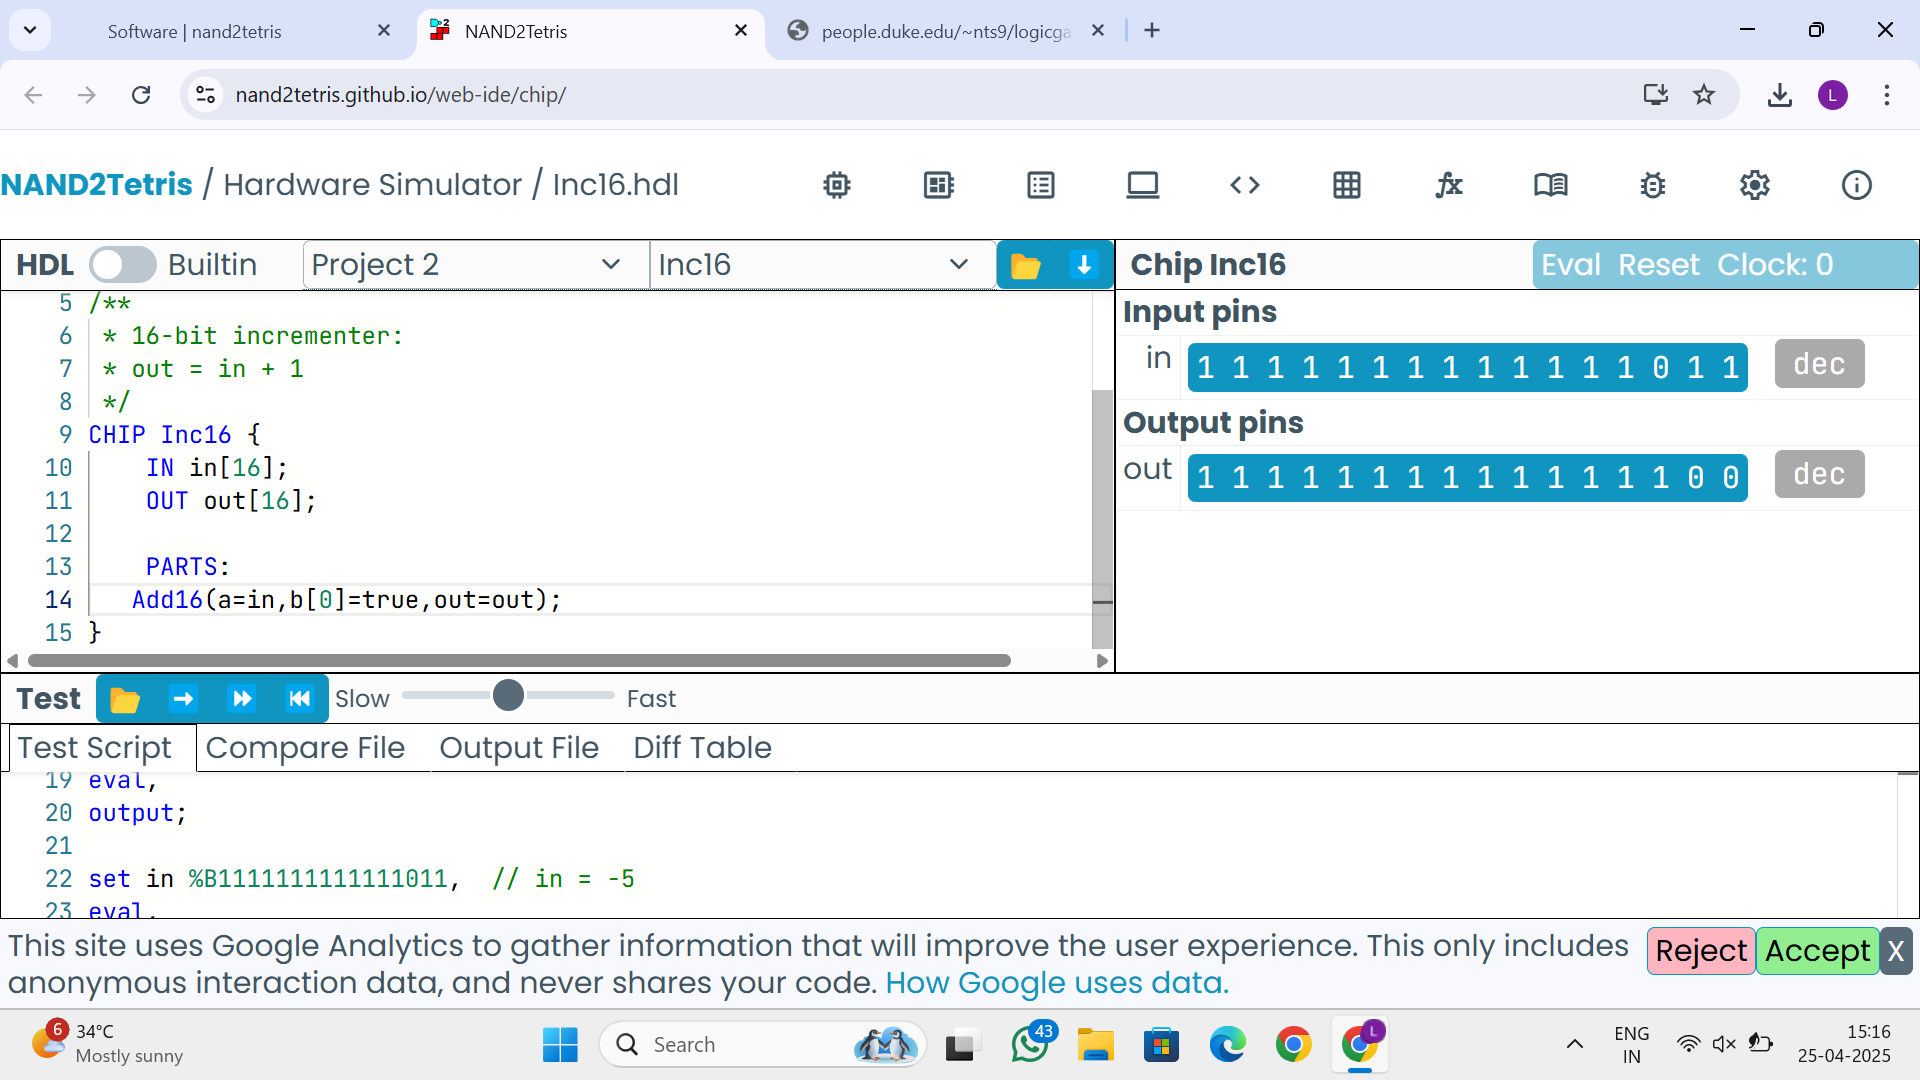 Software | nand2tetris
NAND2Tetris
people.duke.edu/~nts9/logicga
nand2tetris.github.io/web-ide/chip/
L
NAND2Tetris / Hardware Simulator / Inc16.hdl
HDL Builtin Project 2 Inc16
Chip Inc16 Eval Reset Clock: 0
5 /**
6 * 16-bit incrementer:
7 * out = in + 1
8 */
9 CHIP Inc16 {
10 IN in[16];
11 OUT out[16];
12
13 PARTS:
14 Add16(a=in,b[0]=true,out=out);
15 }
Input pins
in 1 1 1 1 1 1 1 1 1 1 1 1 1 0 1 1 dec
Output pins
out 1 1 1 1 1 1 1 1 1 1 1 1 1 1 0 0 dec
Test Slow Fast
Test Script Compare File Output File Diff Table
19 eval,
20 output;
21
22 set in %B1111111111111011, // in = -5
23 eval,
This site uses Google Analytics to gather information that will improve the user experience. This only includes
anonymous interaction data, and never shares your code. How Google uses data.
Reject Accept X
6 34°C
Mostly sunny
Search
43
L
ENG
IN
15:16
25-04-2025